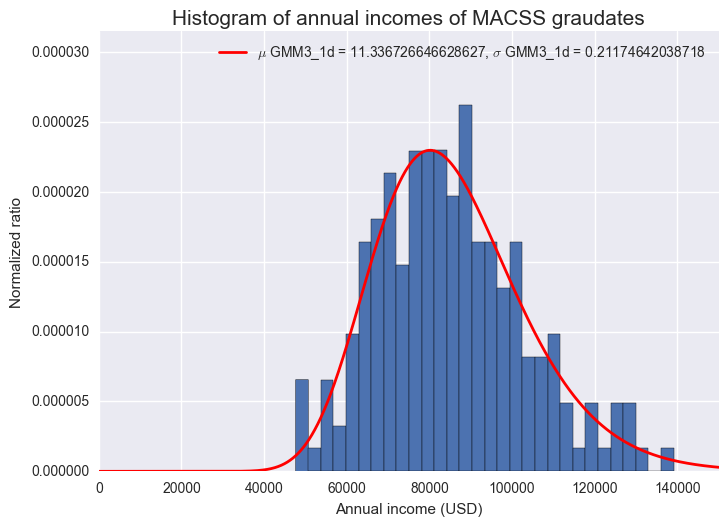 Histogram of annual incomes of MACSS graudates
μ GMM3_1d = 11.336726646628627, σ GMM3_1d = 0.21174642038718
0.000030
0.000025
0.000020
0.000015
0.000010
0.000005
0.000000
Normalized ratio
0 20000 40000 60000 80000 100000 120000 140000
Annual income (USD)